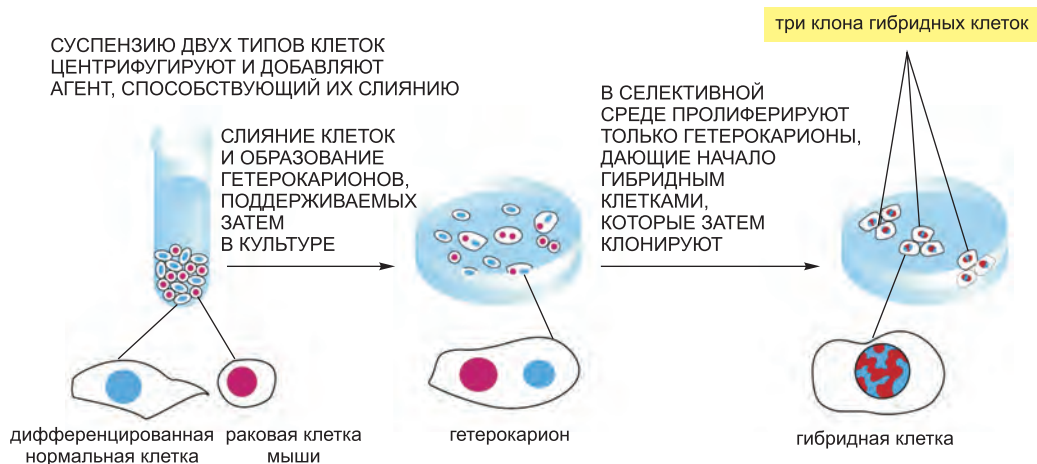 СУСПЕНЗИЮ ДВУХ ТИПОВ КЛЕТОК
ЦЕНТРИФУГИРУЮТ И ДОБАВЛЯЮТ
АГЕНТ, СПОСОБСТВУЮЩИЙ ИХ СЛИЯНИЮ
СЛИЯНИЕ КЛЕТОК
И ОБРАЗОВАНИЕ
ГЕТЕРОКАРИОНОВ,
ПОДДЕРЖИВАЕМЫХ
ЗАТЕМ
В КУЛЬТУРЕ
В СЕЛЕКТИВНОЙ
СРЕДЕ ПРОЛИФЕРИРУЮТ
ТОЛЬКО ГЕТЕРОКАРИОНЫ,
ДАЮЩИЕ НАЧАЛО
ГИБРИДНЫМ
КЛЕТКАМИ,
КОТОРЫЕ ЗАТЕМ
КЛОНИРУЮТ
три клона гибридных клеток
дифференцированная
нормальная клетка
раковая клетка
мыши
гетерокарион
гибридная клетка